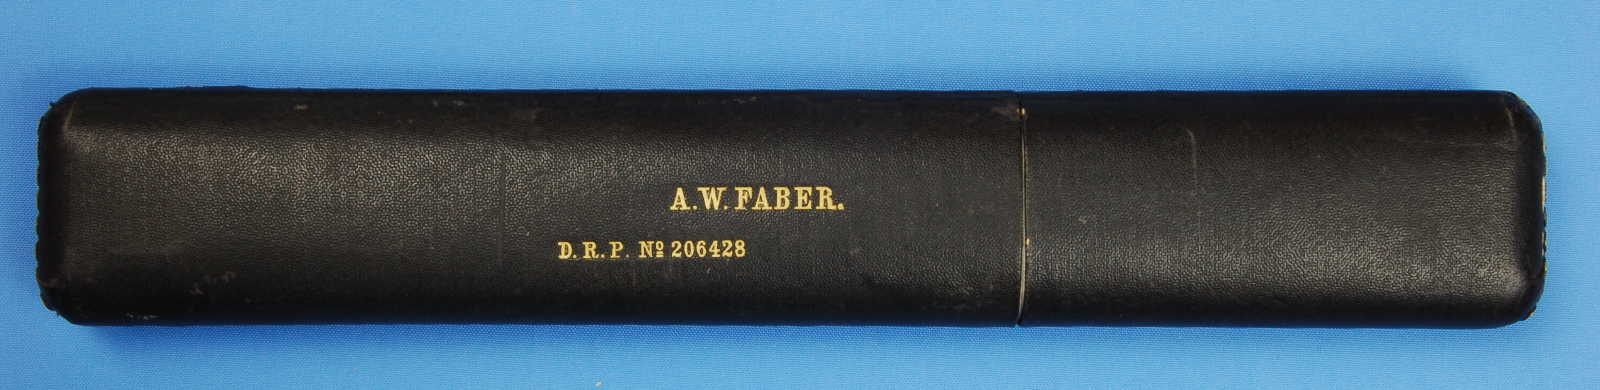 A.W. FABER.
D.R.P. Nº 206428